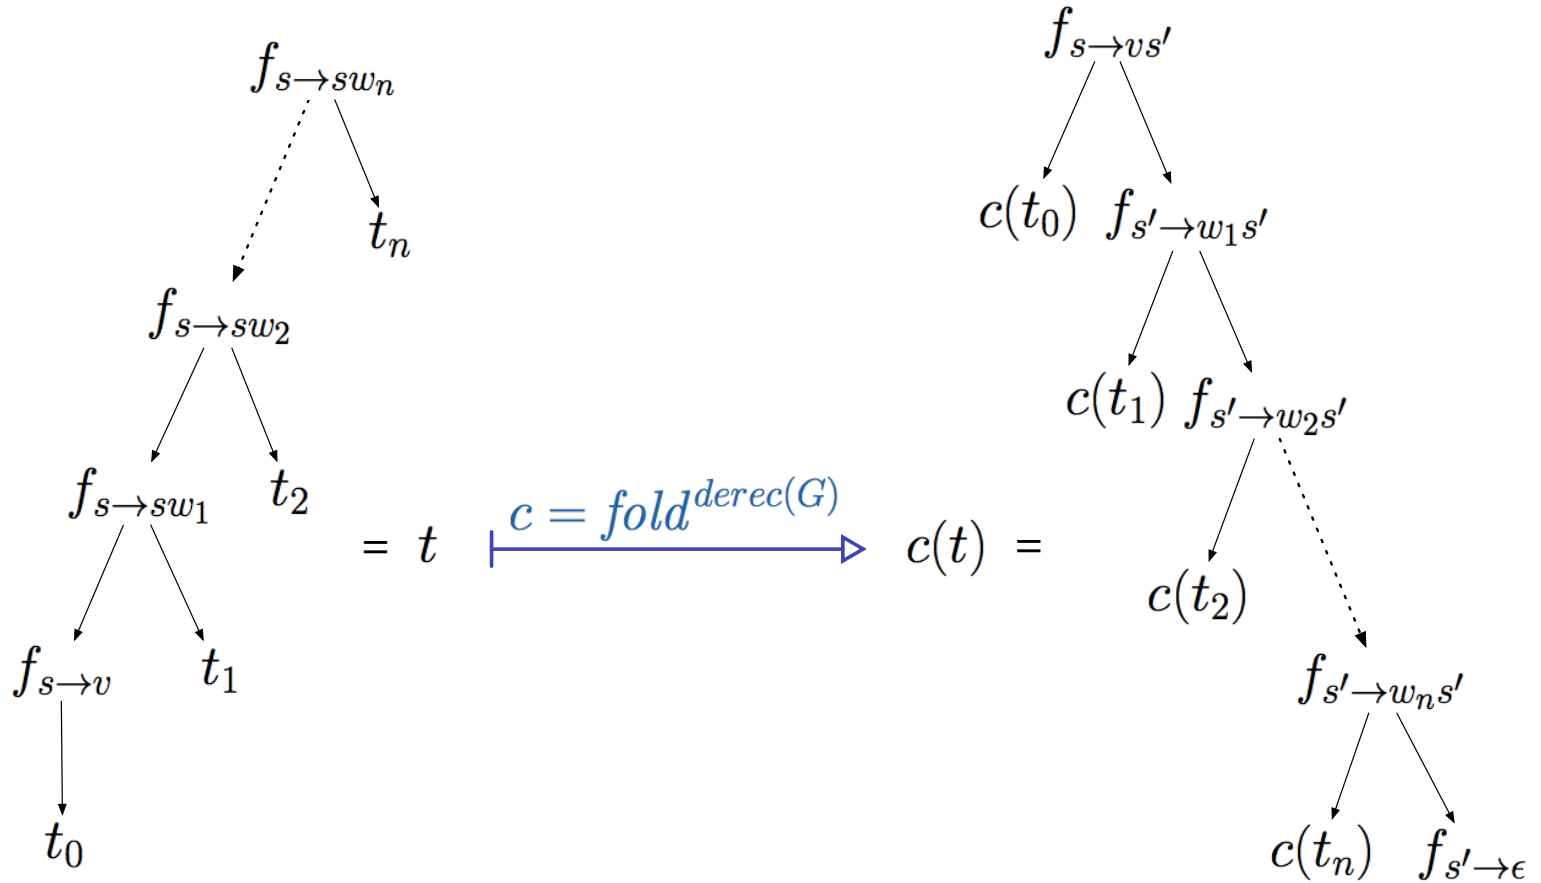 f_{s→sw_n}
t_n
f_{s→sw_2}
f_{s→sw_1}
t_2
f_{s→v}
t_1
t_0
= t
c = fold^{derec(G)}
c(t) =
f_{s→vs′}
c(t_0) f_{s′→w_1s′}
c(t_1) f_{s′→w_2s′}
c(t_2)
f_{s′→w_ns′}
c(t_n) f_{s′→ϵ}